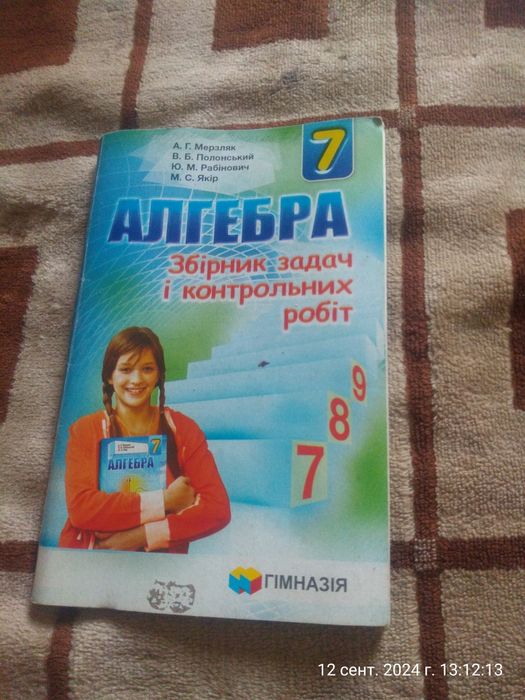 А. Г. Мерзляк
В. Б. Полонський
Ю. М. Рабінович
М. С. Якір
7
АЛГЕБРА
Збірник задач
і контрольних
робіт
7
АЛГЕБРА
9
8
7
ГІМНАЗІЯ
12 сент. 2024 г. 13:12:13